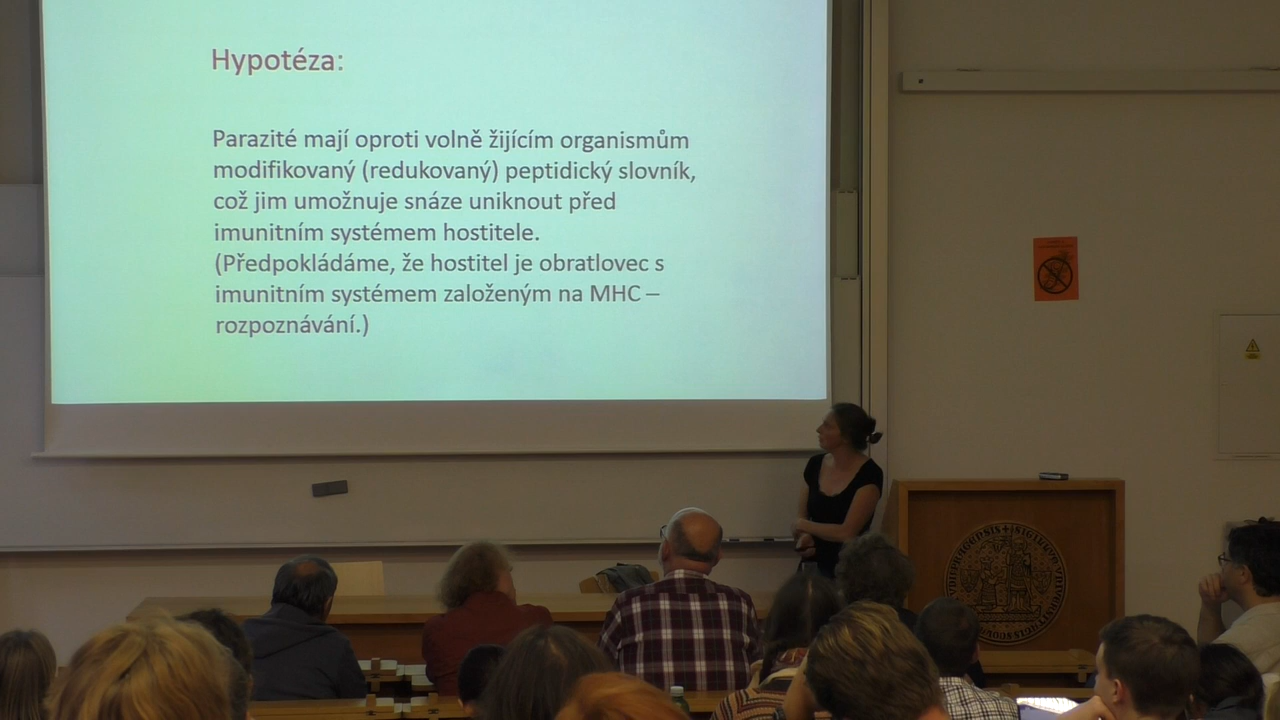 Hypotéza:
Parazité mají oproti volně žijícím organismům
modifikovaný (redukovaný) peptidický slovník,
což jim umožnuje snáze uniknout před
imunitním systémem hostitele.
(Předpokládáme, že hostitel je obratlovec s
imunitním systémem založeným na MHC –
rozpoznávání.)